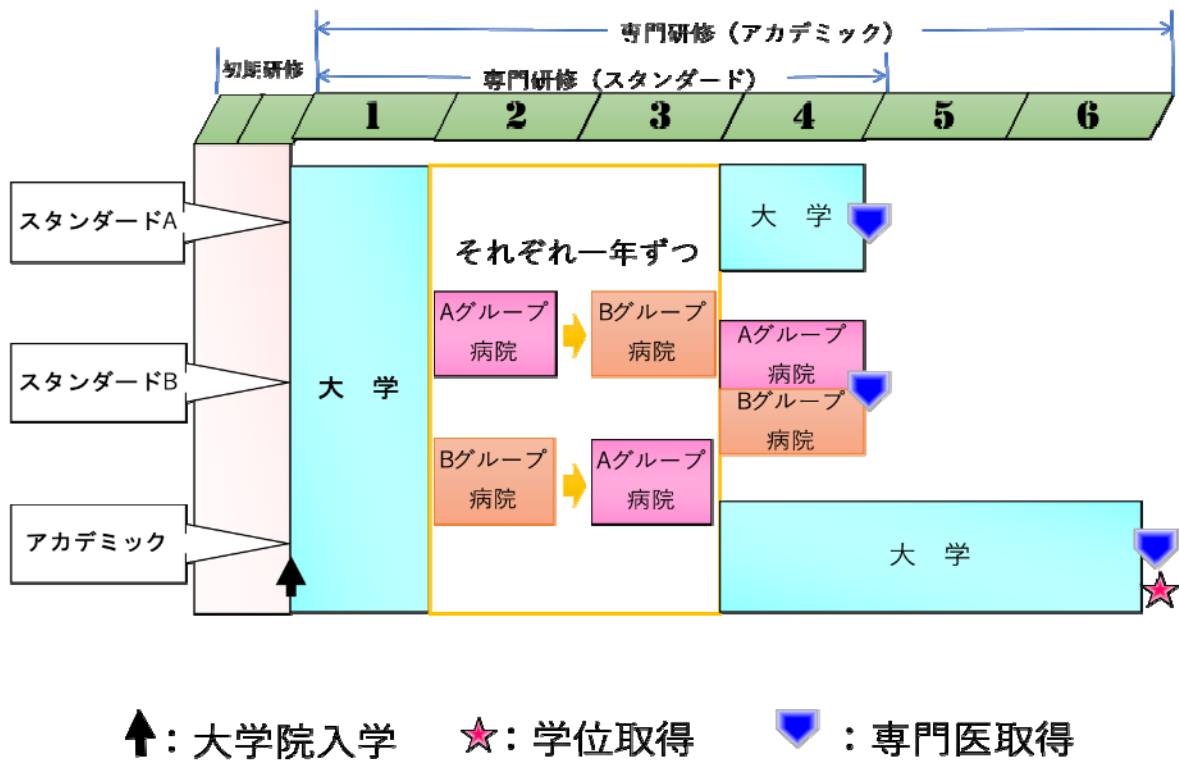 専門研修（アカデミック）
初期研修
専門研修（スタンダード）
1 2 3 4 5 6
スタンダードA
大　学
それぞれ一年ずつ
Aグループ
病院
Bグループ
病院
Aグループ
病院
スタンダードB
大　学
Bグループ
病院
Bグループ
病院
Aグループ
病院
アカデミック
大　学
：大学院入学
：学位取得
：専門医取得